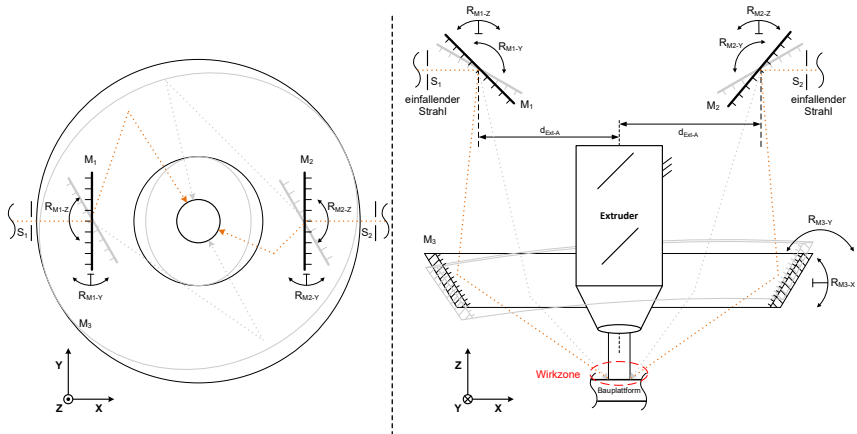 M1
M2
RM1-Z
RM2-Z
S1
S2
RM1-Y
RM2-Y
M3
Y
Z
X
RM1-Z
RM2-Z
RM1-Y
RM2-Y
S1
S2
einfallender
Strahl
M1
M2
einfallender
Strahl
dExt-A
dExt-A
Extruder
M3
RM3-Y
RM3-X
Wirkzone
Bauplattform
Z
Y
X